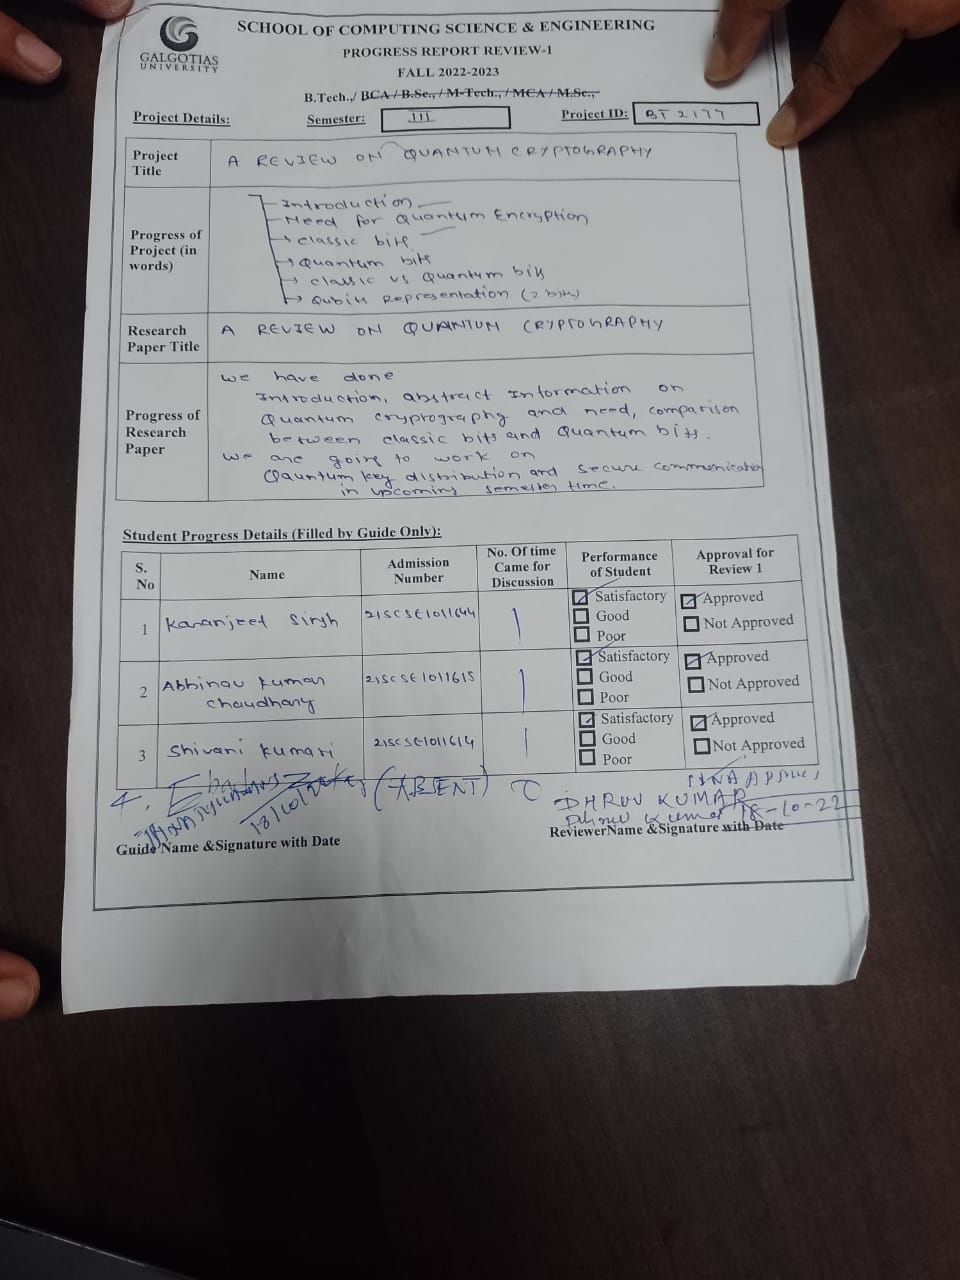 GALGOTIAS
UNIVERSITY
SCHOOL OF COMPUTING SCIENCE & ENGINEERING
PROGRESS REPORT REVIEW-1
FALL 2022-2023
B.Tech./ BCA / B.Sc., / M-Tech., / MCA / M.Sc.,
Project Details:
Semester: III
Project ID: BT 2177
Project Title
A REVIEW ON QUANTUM CRYPTOGRAPHY
Progress of Project (in words)
Introduction
Need for Quantum Encryption
classic bits
Quantum bits
classic vs Quantum bits
Qubits Representation (2 bits)
Research Paper Title
A REVIEW ON QUANTUM CRYPTOGRAPHY
Progress of Research Paper
we have done
Introduction, abstract Information on
Quantum cryptography and need, comparison
between classic bits and Quantum bits.
we are going to work on
Qauntum key distribution and secure communication
in upcoming semester time.
Student Progress Details (Filled by Guide Only):
S. No
Name
Admission Number
No. Of time Came for Discussion
Performance of Student
Approval for Review 1
1 Karanjeet Singh 21SCSE1011644 1
Satisfactory
Good
Poor
Approved
Not Approved
2 Abhinav Kumar chaudhary 21SCSE1011615 1
Satisfactory
Good
Poor
Approved
Not Approved
3 Shivani Kumari 21SCSE1011614 1
Satisfactory
Good
Poor
Approved
Not Approved
4. (ABSENT) 0
18/10/22
DHRUV KUMAR
Dhruv Kumar 18-10-22
Guide Name &Signature with Date
ReviewerName &Signature with Date